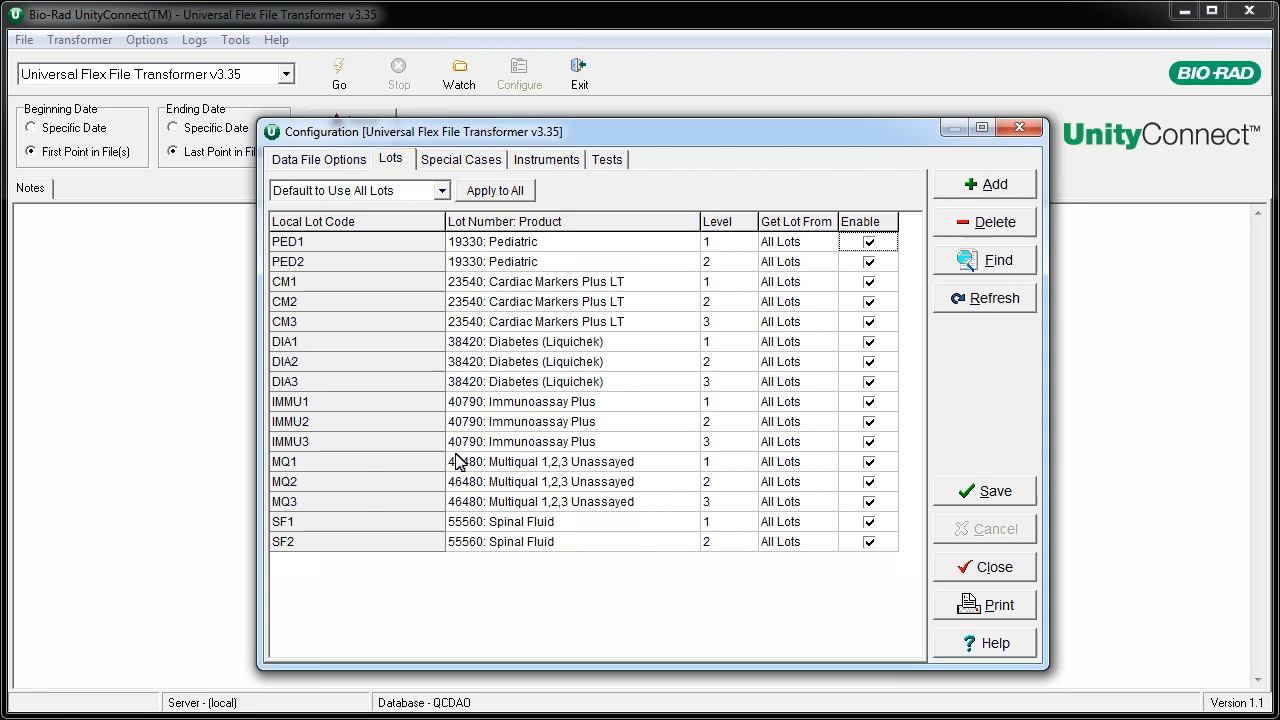 Bio-Rad UnityConnect(TM) - Universal Flex File Transformer v3.35
File Transformer Options Logs Tools Help
Universal Flex File Transformer v3.35
Go Stop Watch Configure Exit
BIO-RAD
Beginning Date
Specific Date
First Point in File(s)
Ending Date
Specific Date
Last Point in Fil
UnityConnect™
Notes
Configuration [Universal Flex File Transformer v3.35]
Data File Options Lots Special Cases Instruments Tests
Default to Use All Lots Apply to All
Local Lot Code Lot Number: Product Level Get Lot From Enable
PED1 19330: Pediatric 1 All Lots
PED2 19330: Pediatric 2 All Lots
CM1 23540: Cardiac Markers Plus LT 1 All Lots
CM2 23540: Cardiac Markers Plus LT 2 All Lots
CM3 23540: Cardiac Markers Plus LT 3 All Lots
DIA1 38420: Diabetes (Liquichek) 1 All Lots
DIA2 38420: Diabetes (Liquichek) 2 All Lots
DIA3 38420: Diabetes (Liquichek) 3 All Lots
IMMU1 40790: Immunoassay Plus 1 All Lots
IMMU2 40790: Immunoassay Plus 2 All Lots
IMMU3 40790: Immunoassay Plus 3 All Lots
MQ1 46480: Multiqual 1,2,3 Unassayed 1 All Lots
MQ2 46480: Multiqual 1,2,3 Unassayed 2 All Lots
MQ3 46480: Multiqual 1,2,3 Unassayed 3 All Lots
SF1 55560: Spinal Fluid 1 All Lots
SF2 55560: Spinal Fluid 2 All Lots
Add
Delete
Find
Refresh
Save
Cancel
Close
Print
Help
Server - (local) Database - QCDAO Version 1.1